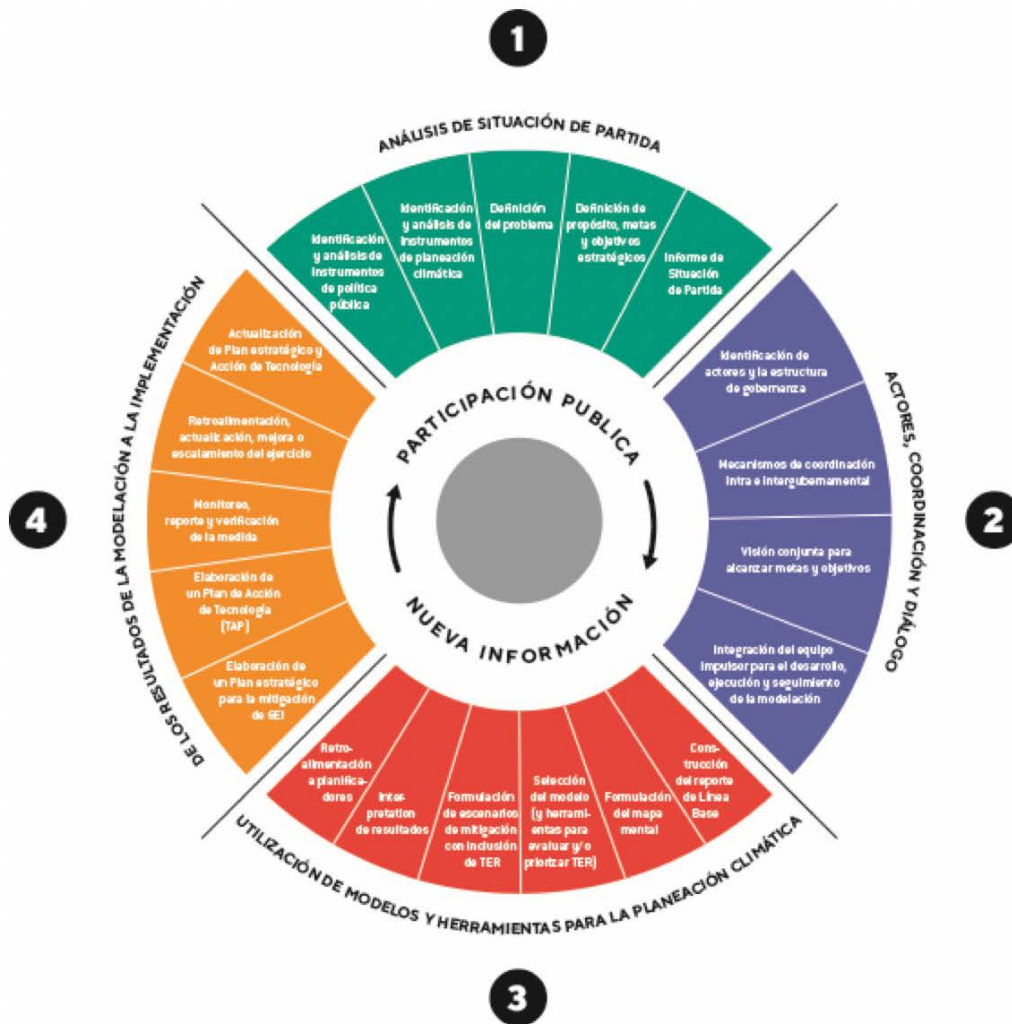 1
ANÁLISIS DE SITUACIÓN DE PARTIDA
Identificación
y análisis de
instrumentos
de política
pública
Identificación
y análisis de
instrumentos
de planeación
climática
Definición
del problema
Definición de
propósito, metas
y objetivos
estratégicos
Informe de
Situación
de Partida
2
ACTORES, COORDINACIÓN Y DIÁLOGO
Identificación de
actores y la estructura
de gobernanza
Mecanismos de coordinación
intra e intergubernamental
Visión conjunta para
alcanzar metas y objetivos
Integración del equipo
impulsor para el desarrollo,
ejecución y seguimiento
de la modelación
3
UTILIZACIÓN DE MODELOS Y HERRAMIENTAS PARA LA PLANEACIÓN CLIMÁTICA
Cons-
trucción
del reporte
de Línea
Base
Formulación
del mapa
mental
Selección
del modelo
(y herrami-
entas para
evaluar y/o
priorizar TER)
Formulación
de escenarios
de mitigación
con inclusión
de TER
Inter-
pretation
de resultados
Retro-
alimentación
a planifica-
dores
4
DE LOS RESULTADOS DE LA MODELACIÓN A LA IMPLEMENTACIÓN
Elaboración de
un Plan estratégico
para la mitigación
de GEI
Elaboración de
un Plan de Acción
de Tecnología
(TAP)
Monitoreo,
reporte y verificación
de la medida
Retroalimentación,
actualización, mejora o
escalamiento del ejercicio
Actualización
de Plan estratégico y
Acción de Tecnología
PARTICIPACIÓN PUBLICA
NUEVA INFORMACIÓN